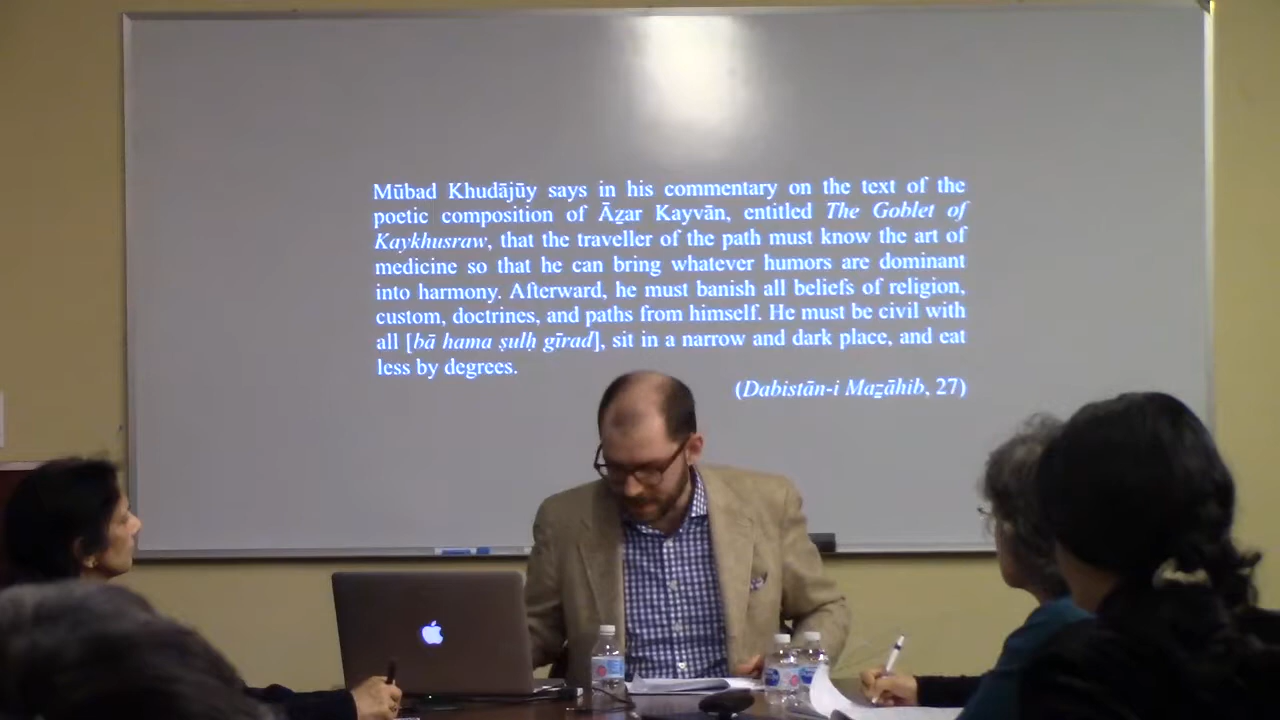 Mūbad Khudājūy says in his commentary on the text of the
poetic composition of Āẕar Kayvān, entitled The Goblet of
Kaykhusraw, that the traveller of the path must know the art of
medicine so that he can bring whatever humors are dominant
into harmony. Afterward, he must banish all beliefs of religion,
custom, doctrines, and paths from himself. He must be civil with
all [bā hama ṣulḥ gīrad], sit in a narrow and dark place, and eat
less by degrees.
(Dabistān-i Maẕāhib, 27)